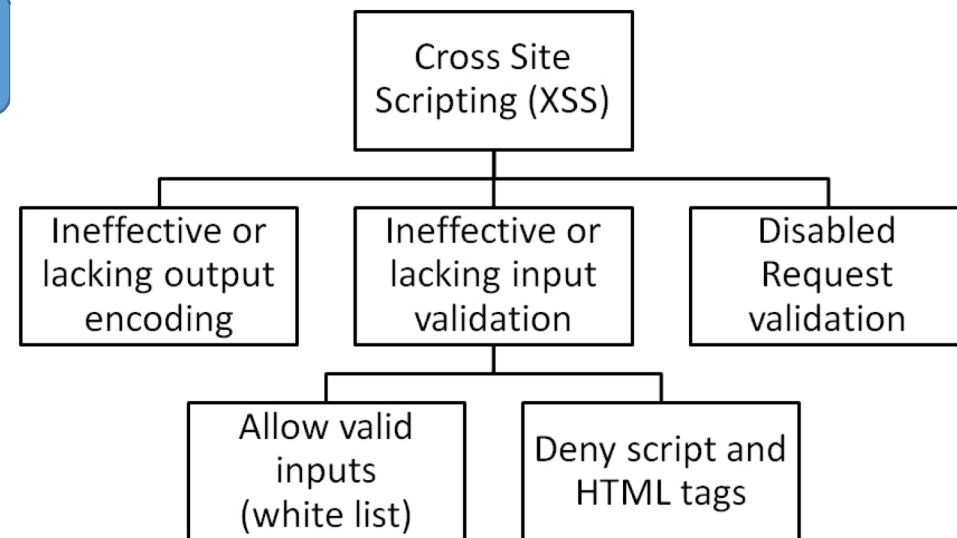 Cross Site
Scripting (XSS)
Ineffective or
lacking output
encoding
Ineffective or
lacking input
validation
Disabled
Request
validation
Allow valid
inputs
(white list)
Deny script and
HTML tags